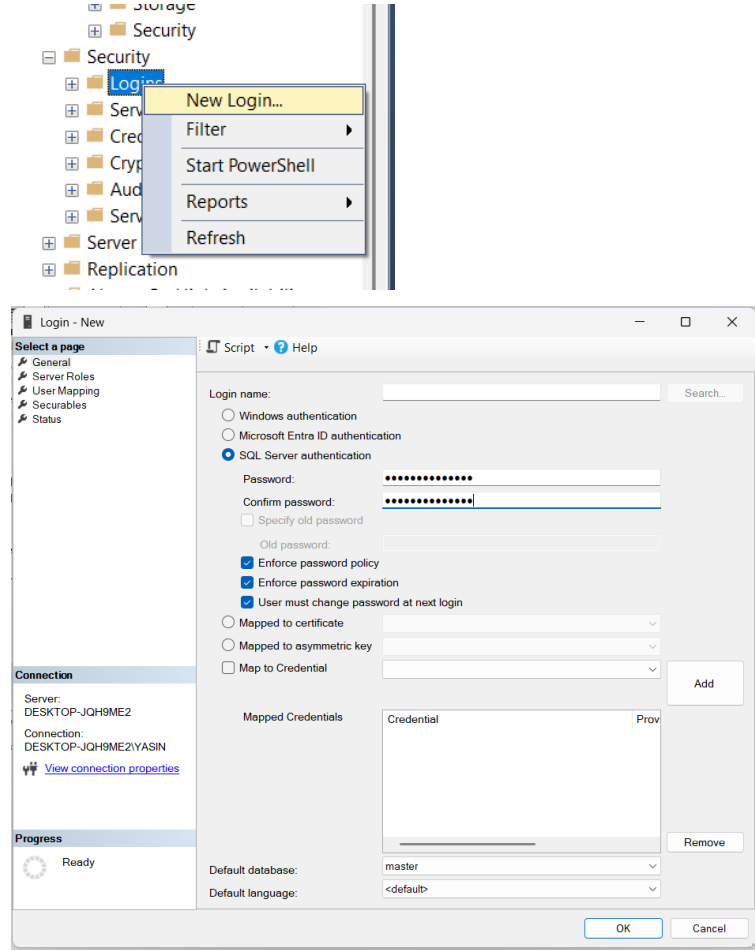 Storage
Security
Security
Logins
New Login...
Serv
Filter
Cred
Cryp
Start PowerShell
Aud
Reports
Serv
Server
Refresh
Replication
Login - New
Select a page
Script
Help
General
Server Roles
User Mapping
Securables
Status
Login name:
Search...
Windows authentication
Microsoft Entra ID authentication
SQL Server authentication
Password:
●●●●●●●●●●●●●●
Confirm password:
●●●●●●●●●●●●●●
Specify old password
Old password:
Enforce password policy
Enforce password expiration
User must change password at next login
Mapped to certificate
Mapped to asymmetric key
Map to Credential
Add
Mapped Credentials
Credential
Prov
Connection
Server:
DESKTOP-JQH9ME2
Connection:
DESKTOP-JQH9ME2\YASIN
View connection properties
Progress
Ready
Remove
Default database:
master
Default language:
<default>
OK
Cancel